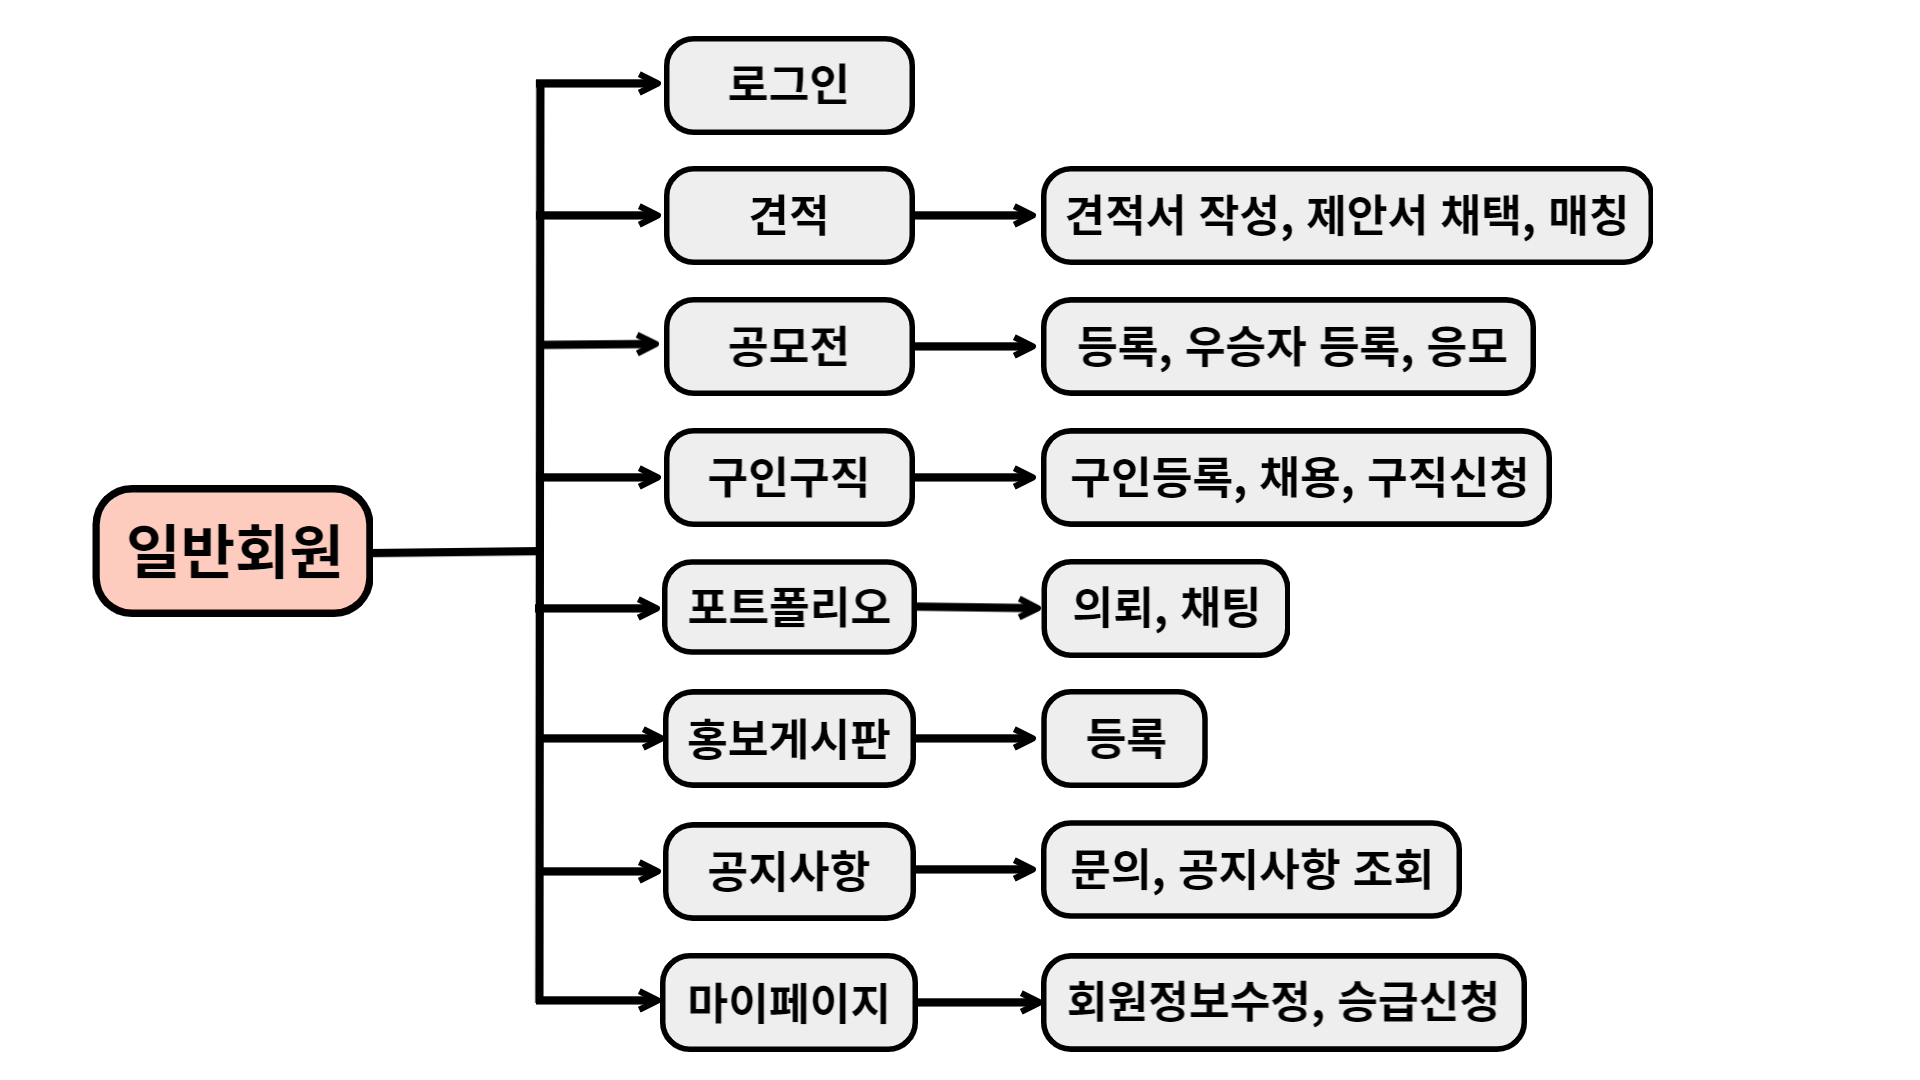 로그인
견적
견적서 작성, 제안서 채택, 매칭
공모전
등록, 우승자 등록, 응모
구인구직
구인등록, 채용, 구직신청
일반회원
포트폴리오
의뢰, 채팅
홍보게시판
등록
공지사항
문의, 공지사항 조회
마이페이지
회원정보수정, 승급신청